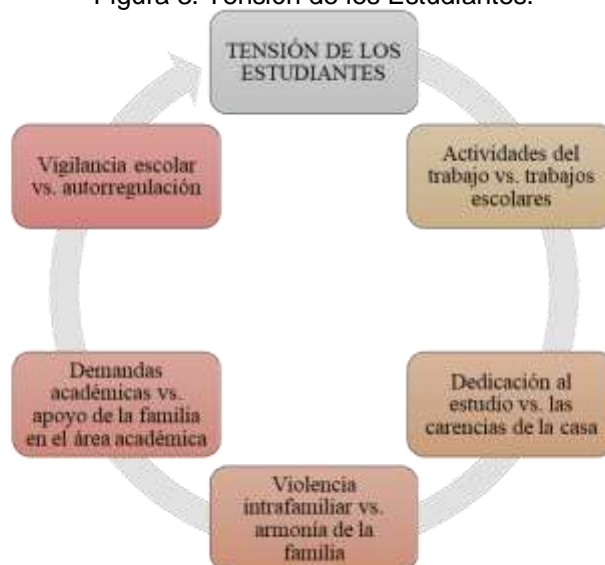 Figura Tensión de los Estudiantes.
TENSIÓN DE LOS
ESTUDIANTES
Actividades del
trabajo vs. trabajos
escolares
Dedicación al
estudio vs. las
carencias de la casa
Violencia
intrafamiliar vs.
armonía de la
familia
Demandas
académicas vs.
apoyo de la familia
en el área académica
Vigilancia escolar
vs. autorregulación